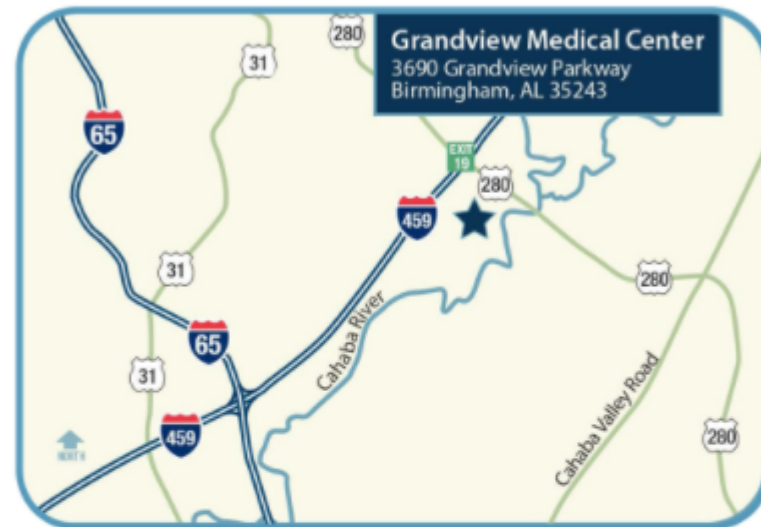 280
Grandview Medical Center
3690 Grandview Parkway
Birmingham, AL 35243
31
65
EXIT
19
280
459
31
280
65
Cahaba River
31
Cahaba Valley Road
280
459
NORTH